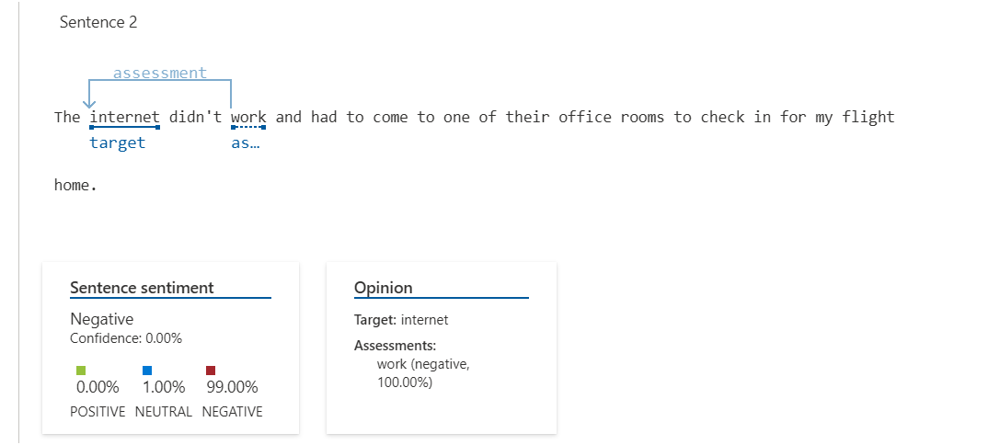 Sentence 2
assessment
The internet didn't work and had to come to one of their office rooms to check in for my flight
target as…
home.
Sentence sentiment
Negative
Confidence: 0.00%
0.00% 1.00% 99.00%
POSITIVE NEUTRAL NEGATIVE
Opinion
Target: internet
Assessments:
work (negative,
100.00%)